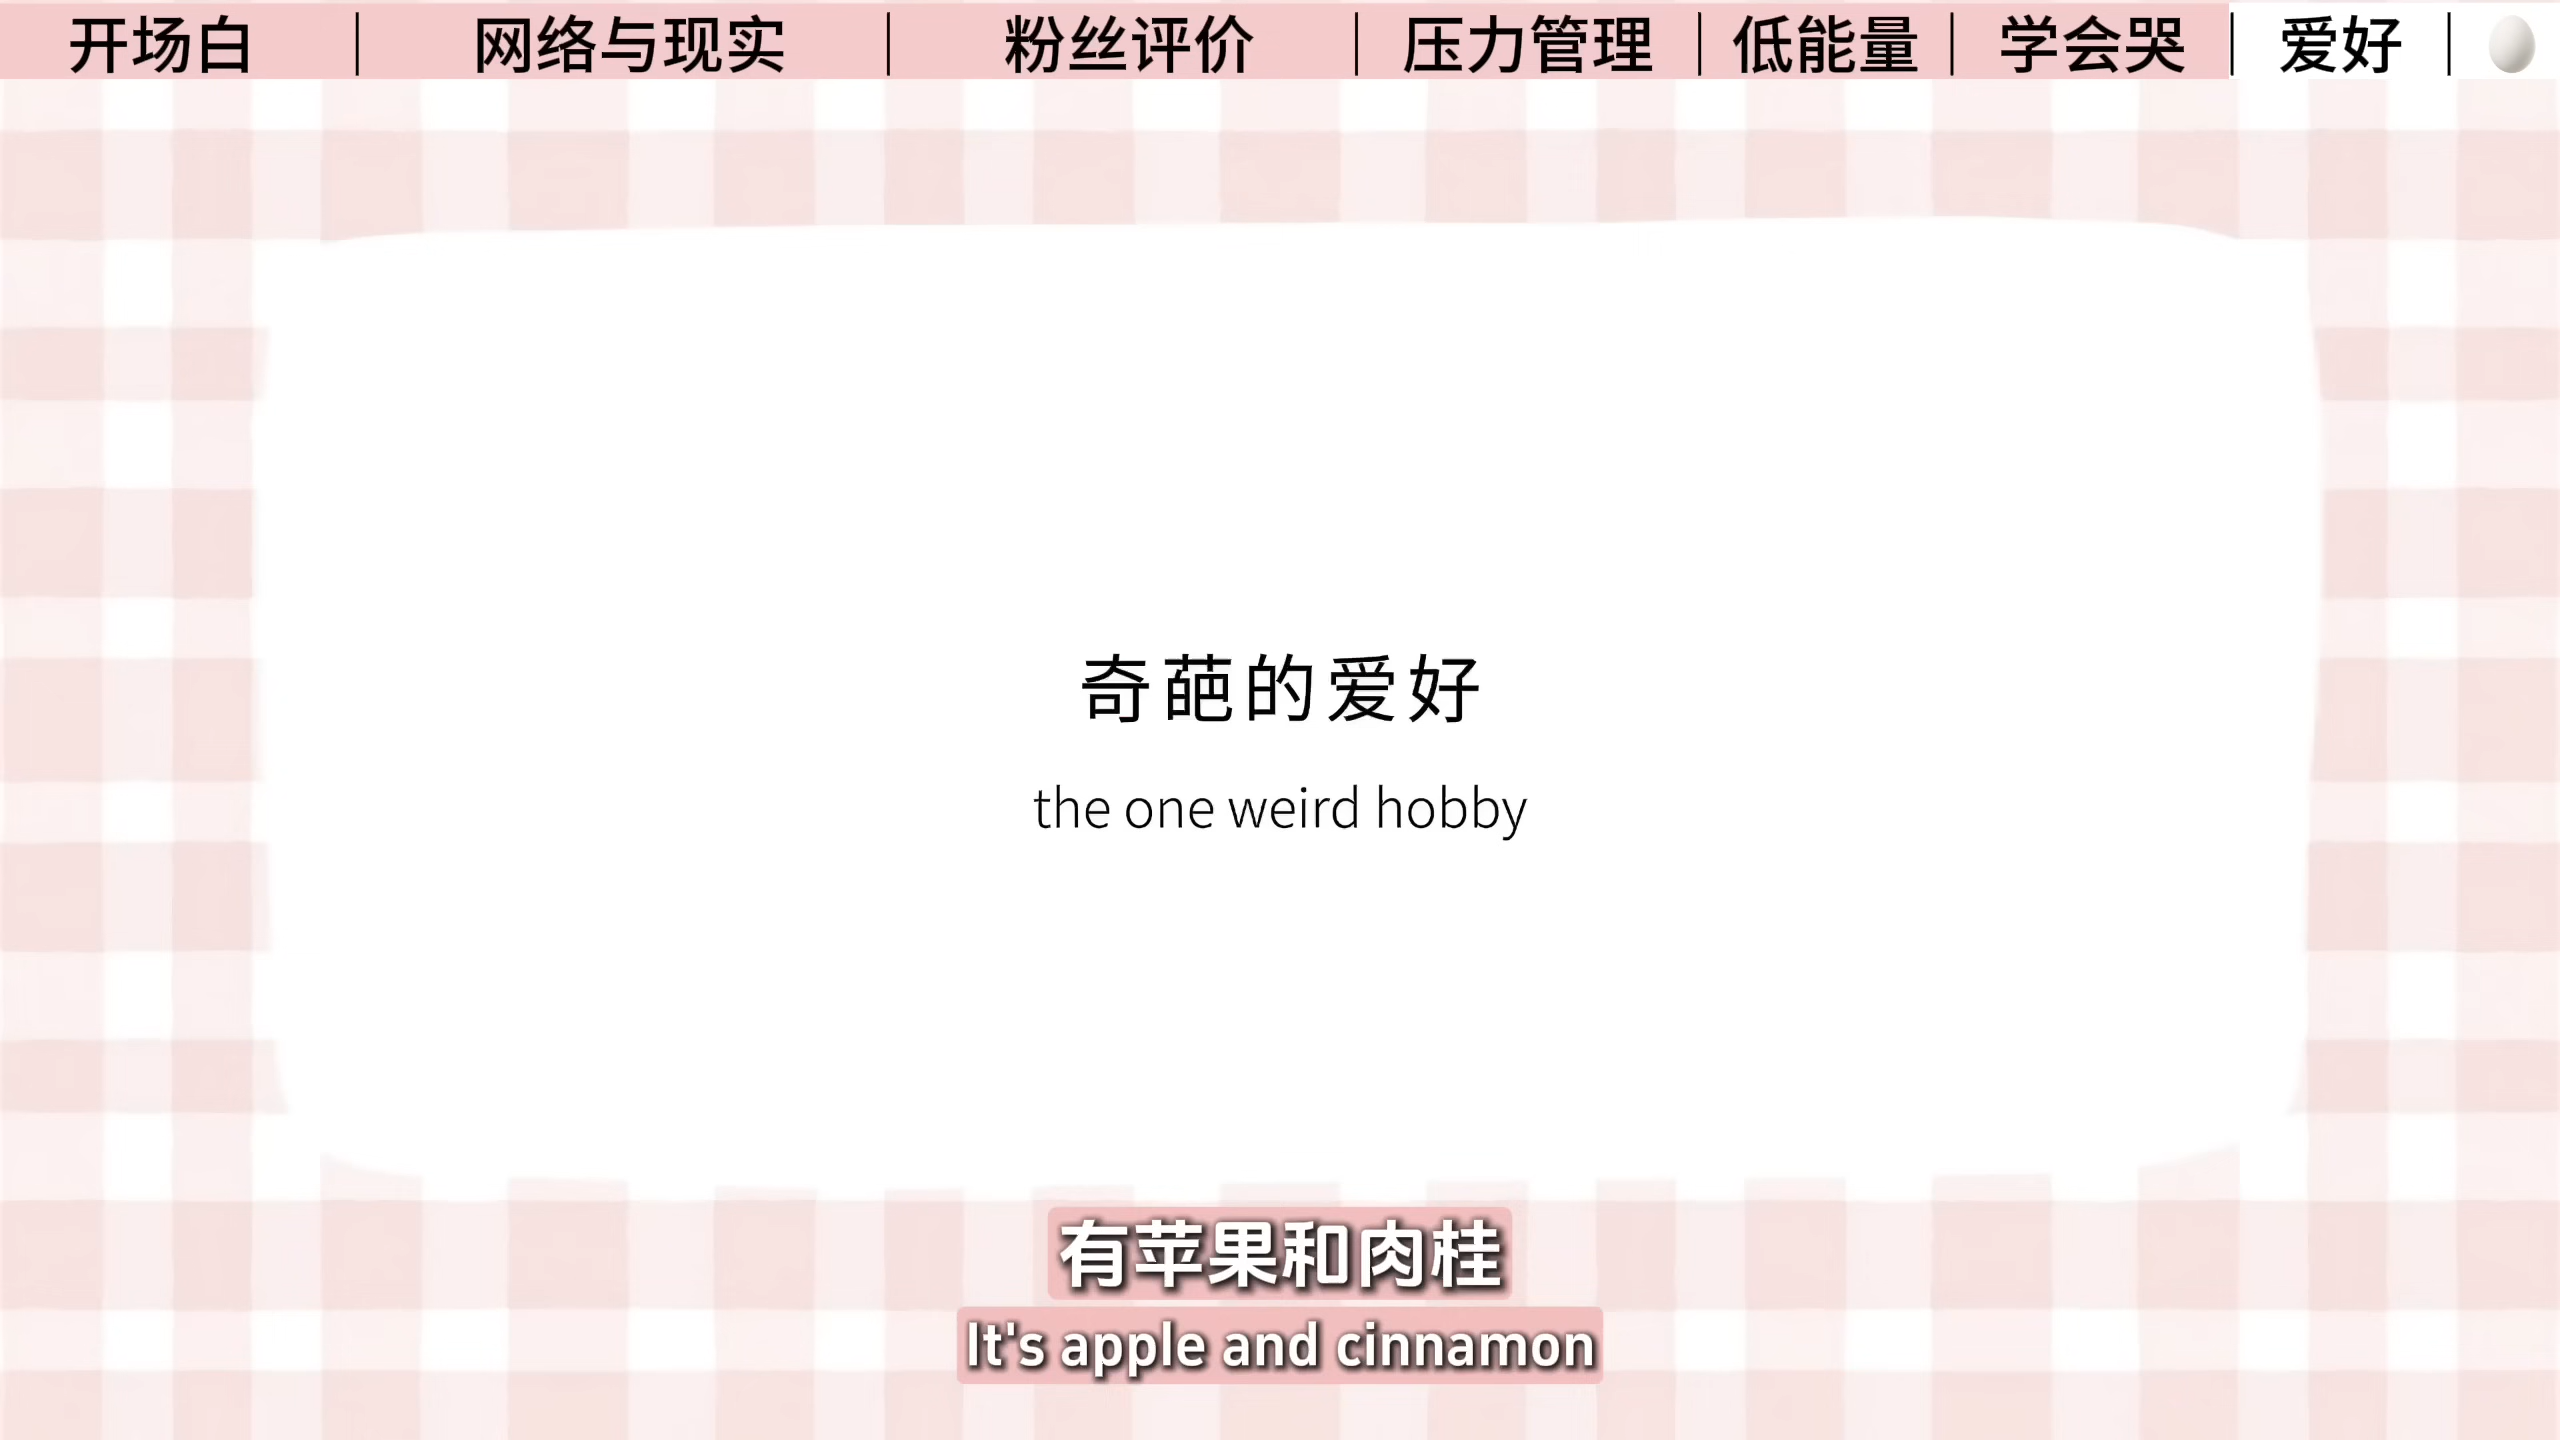 开场白 网络与现实 粉丝评价 压力管理 低能量 学会哭 爱好
奇葩的爱好
the one weird hobby
有苹果和肉桂
It's apple and cinnamon